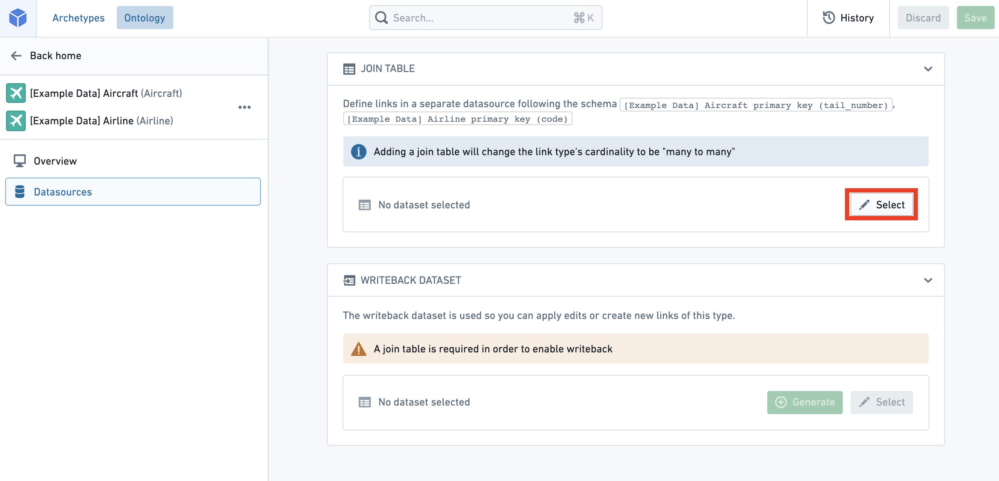 Archetypes
Ontology
Search...
⌘ K
History
Discard
Save
Back home
[Example Data] Aircraft (Aircraft)
[Example Data] Airline (Airline)
Overview
Datasources
JOIN TABLE
Define links in a separate datasource following the schema [Example Data] Aircraft primary key (tail_number),
[Example Data] Airline primary key (code)
Adding a join table will change the link type's cardinality to be "many to many"
No dataset selected
Select
WRITEBACK DATASET
The writeback dataset is used so you can apply edits or create new links of this type.
A join table is required in order to enable writeback
No dataset selected
Generate
Select